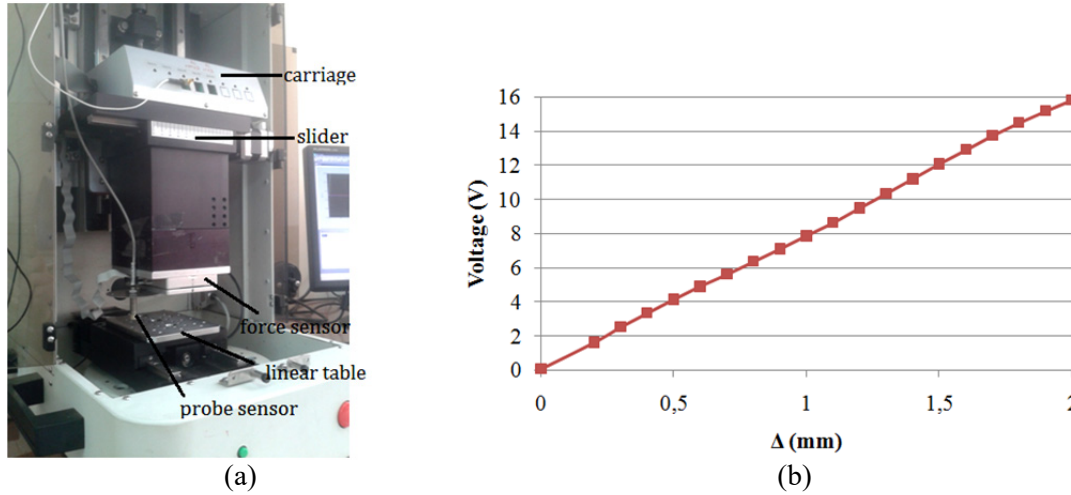 carriage
slider
force sensor
linear table
probe sensor
(a)
16
14
12
10
8
6
4
2
0
Voltage (V)
0
0,5
1
1,5
2
Δ (mm)
(b)